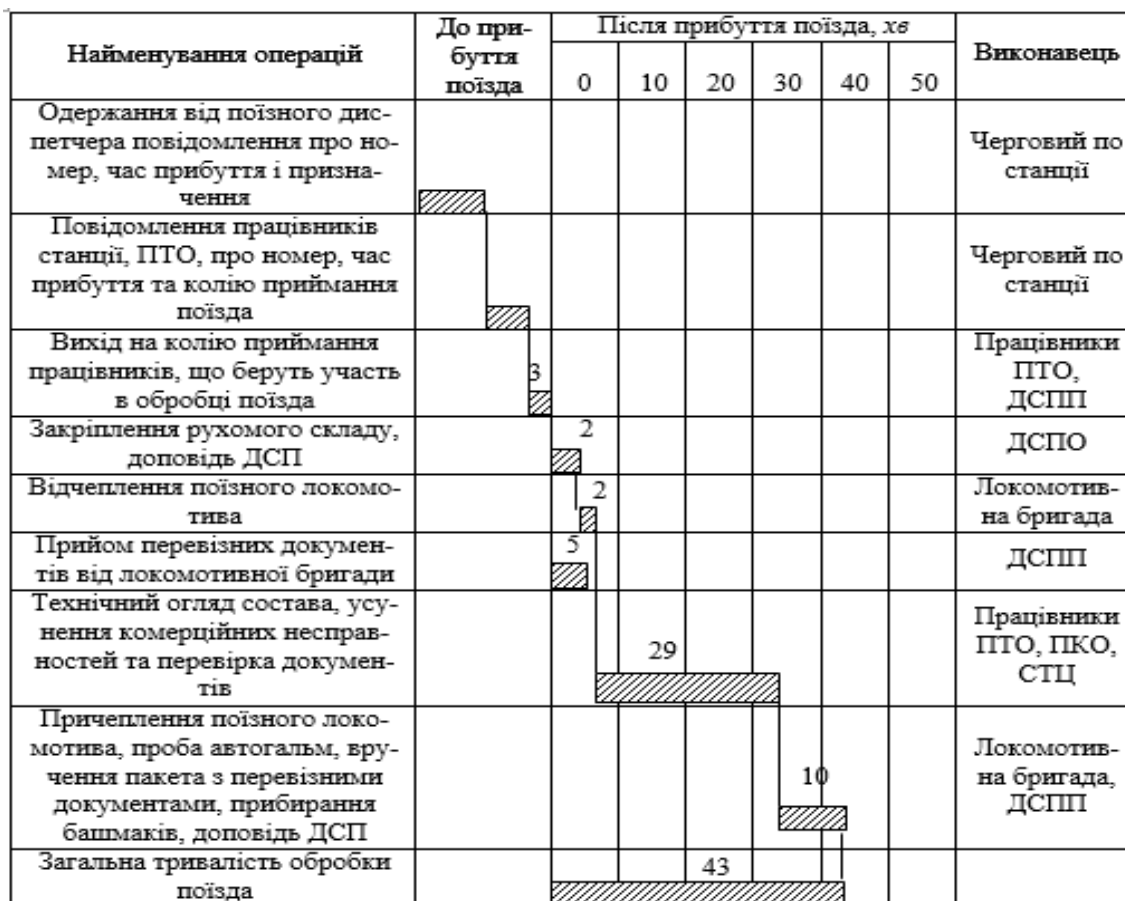 Найменування операцій
До при-
буття
поїзда
Після прибуття поїзда, хв
0 10 20 30 40 50
Виконавець
Одержання від поїзного дис-
петчера повідомлення про но-
мер, час прибуття і призна-
чення
Черговий по
станції
Повідомлення працівників
станції, ПТО, про номер, час
прибуття та колію приймання
поїзда
Черговий по
станції
Вихід на колію приймання
працівників, що беруть участь
в обробці поїзда
3
Працівники
ПТО,
ДСПП
Закріплення рухомого складу,
доповідь ДСП
2
ДСПО
Відчеплення поїзного локомо-
тива
2
Локомотив-
на бригада
Прийом перевізних докумен-
тів від локомотивної бригади
5
ДСПП
Технічний огляд состава, усу-
нення комерційних несправ-
ностей та перевірка докумен-
тів
29
Працівники
ПТО, ПКО,
СТЦ
Причеплення поїзного локо-
мотива, проба автогальм, вру-
чення пакета з перевізними
документами, прибирання
башмаків, доповідь ДСП
10
Локомотив-
на бригада,
ДСПП
Загальна тривалість обробки
поїзда
43